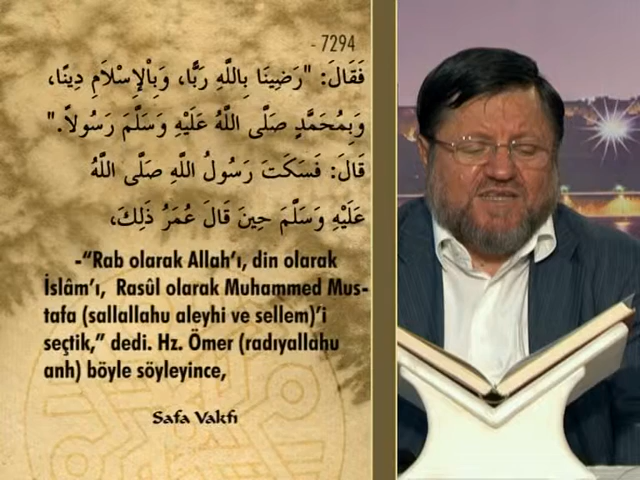 7294 -
فَقَالَ: "رَضِينَا بِاللَّهِ رَبًّا، وَبِاْلإِسْلاَمِ دِينًا،
وَبِمُحَمَّدٍ صَلَّى اللَّهُ عَلَيْهِ وَسَلَّمَ رَسُولاً."
قَالَ: فَسَكَتَ رَسُولُ اللَّهِ صَلَّى اللَّهُ
عَلَيْهِ وَسَلَّمَ حِينَ قَالَ عُمَرُ ذَلِكَ،
-“Rab olarak Allah’ı, din olarak
İslâm’ı, Rasûl olarak Muhammed Mus-
tafa (sallallahu aleyhi ve sellem)’i
seçtik,” dedi. Hz. Ömer (radıyallahu
anh) böyle söyleyince,
Safa Vakfı